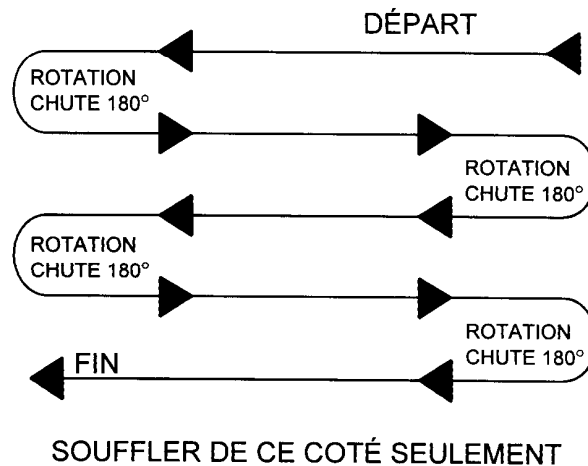 DÉPART
ROTATION
CHUTE 180°
ROTATION
CHUTE 180°
ROTATION
CHUTE 180°
ROTATION
CHUTE 180°
FIN
SOUFFLER DE CE COTÉ SEULEMENT